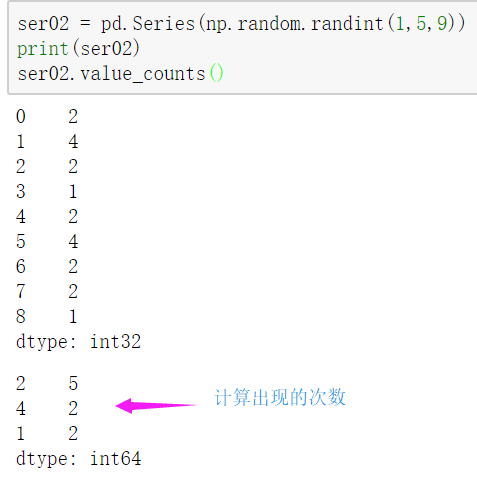 ser02 = pd.Series(np.random.randint(1,5,9))
print(ser02)
ser02.value_counts()
0    2
1    4
2    2
3    1
4    2
5    4
6    2
7    2
8    1
dtype: int32
2    5
4    2
1    2
dtype: int64
计算出现的次数